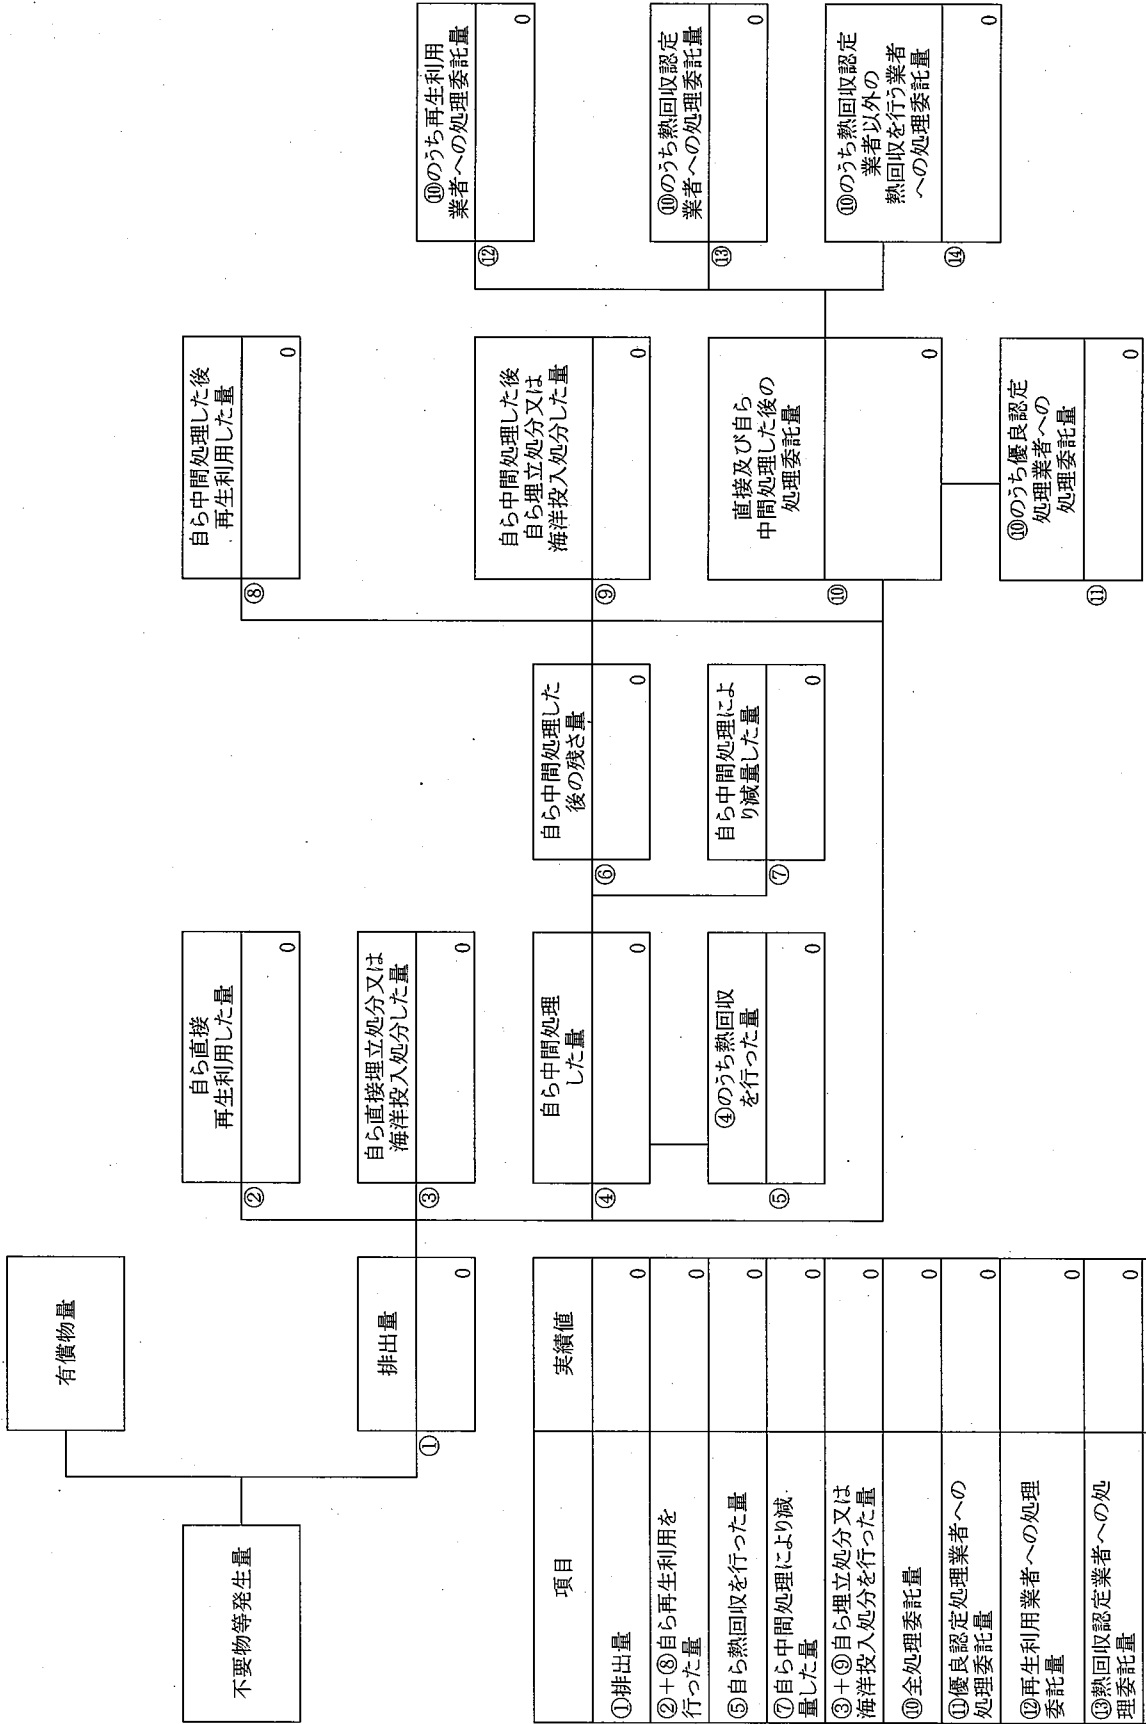 不要物等発生量
有償物量
①
排出量
0
②
自ら直接
再生利用した量
0
③
自ら直接埋立処分又は
海洋投入処分した量
0
④
自ら中間処理
した量
0
⑤
④のうち熱回収
を行った量
0
⑥
自ら中間処理した
後の残さ量
0
⑦
自ら中間処理によ
り減量した量
0
⑧
自ら中間処理した後
再生利用した量
0
⑨
自ら中間処理した後
自ら埋立処分又は
海洋投入処分した量
0
⑩
直接及び自ら
中間処理した後の
処理委託量
0
⑪
⑩のうち優良認定
処理業者への
処理委託量
0
⑫
⑩のうち再生利用
業者への処理委託量
0
⑬
⑩のうち熱回収認定
業者への処理委託量
0
⑭
⑩のうち熱回収認定
業者以外の
熱回収を行う業者
への処理委託量
0
項目 実績値
①排出量 0
②+⑧自ら再生利用を
行った量 0
⑤自ら熱回収を行った量 0
⑦自ら中間処理により減
量した量 0
③+⑨自ら埋立処分又は
海洋投入処分を行った量 0
⑩全処理委託量 0
⑪優良認定処理業者への
処理委託量 0
⑫再生利用業者への処理
委託量 0
⑬熱回収認定業者への処
理委託量 0